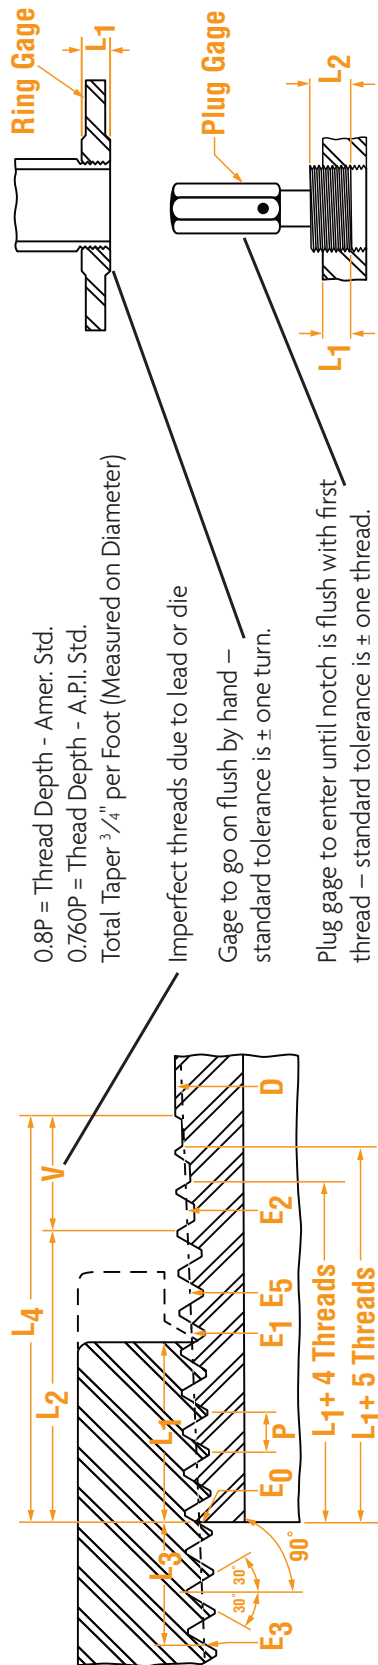 L4
L2
V
L3
L1
P
E3
E0
E1
E5
E2
D
30°
30°
90°
L1+ 4 Threads
L1+ 5 Threads
0.8P = Thread Depth - Amer. Std.
0.760P = Thead Depth - A.P.I. Std.
Total Taper 3/4" per Foot (Measured on Diameter)
Imperfect threads due to lead or die
Gage to go on flush by hand –
standard tolerance is ± one turn.
Plug gage to enter until notch is flush with first
thread – standard tolerance is ± one thread.
Ring Gage
L1
Plug Gage
L1
L2